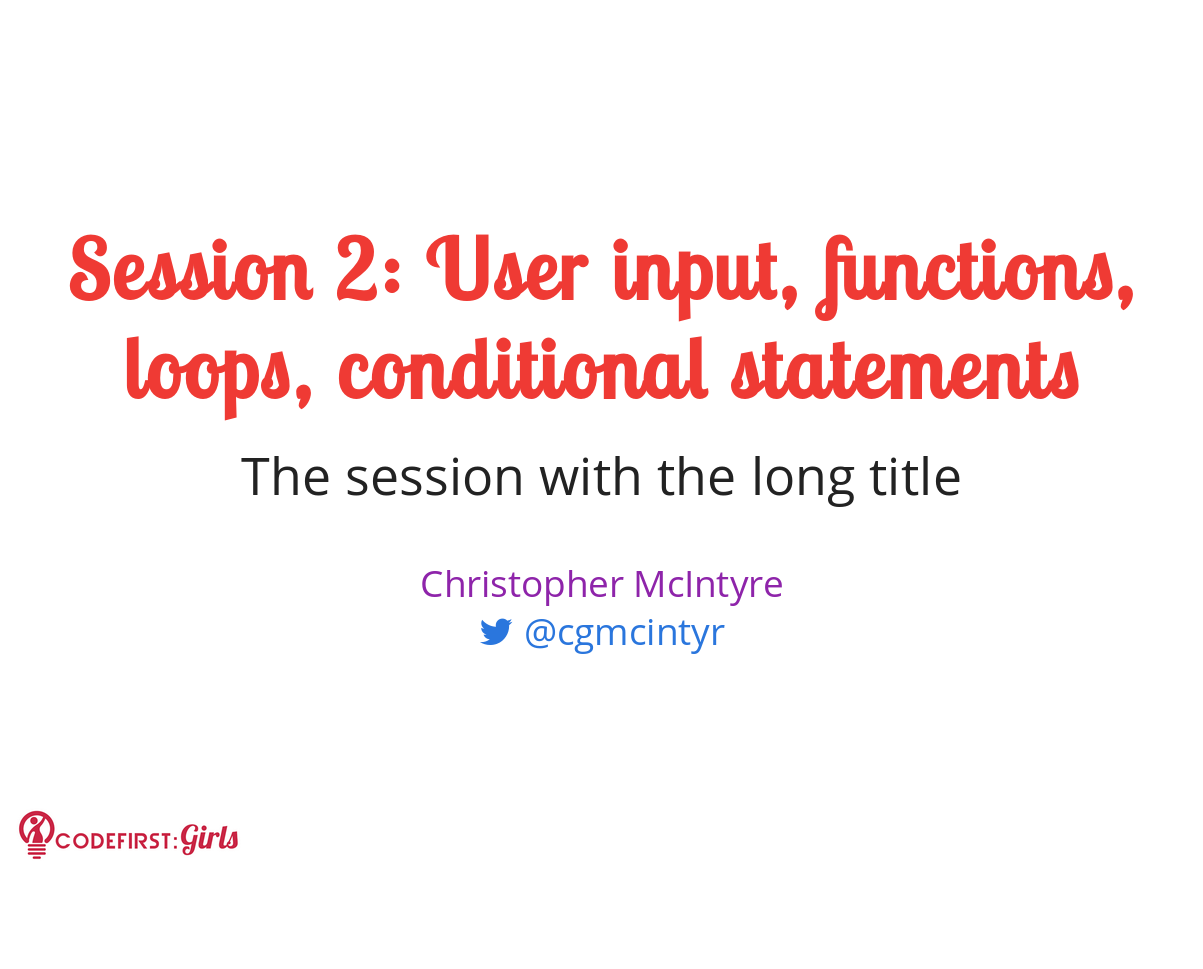 Session 2: User input, functions,
loops, conditional statements
The session with the long title
Christopher McIntyre
@cgmcintyr
CODEFIRST:Girls